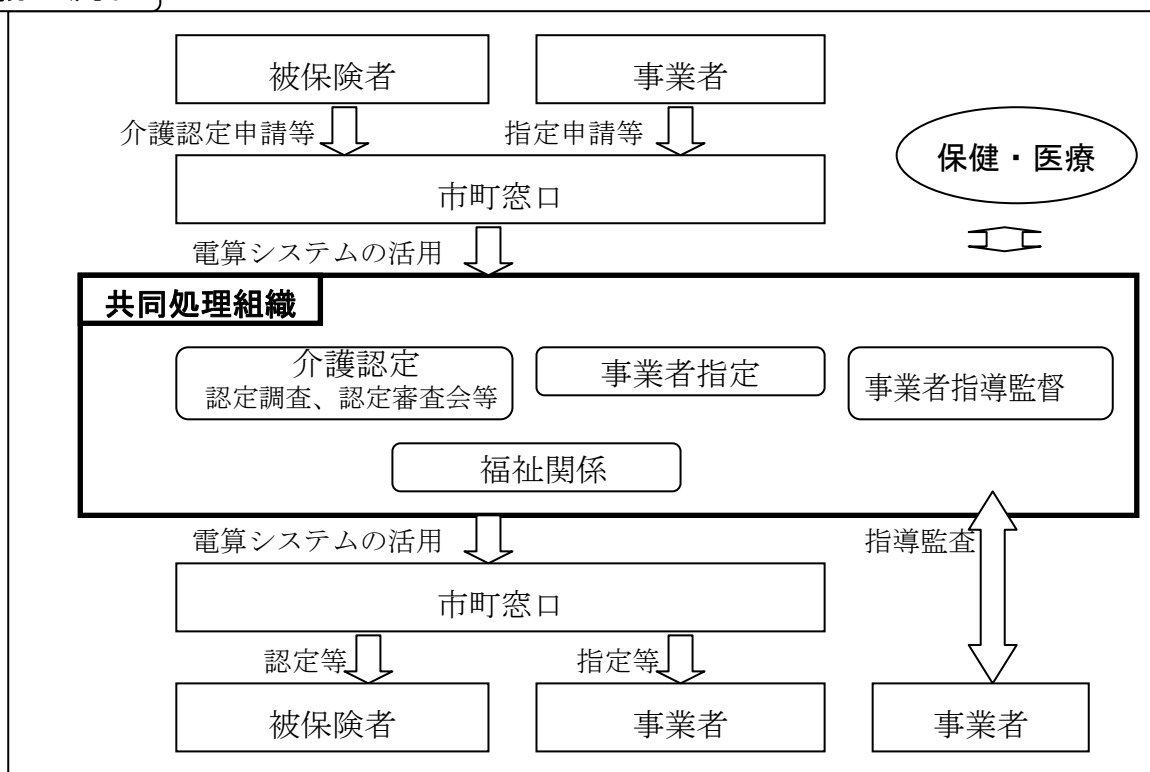 被保険者
事業者
介護認定申請等
指定申請等
保健・医療
市町窓口
電算システムの活用
共同処理組織
介護認定
認定調査、認定審査会等
事業者指定
事業者指導監督
福祉関係
電算システムの活用
指導監査
市町窓口
認定等
指定等
被保険者
事業者
事業者